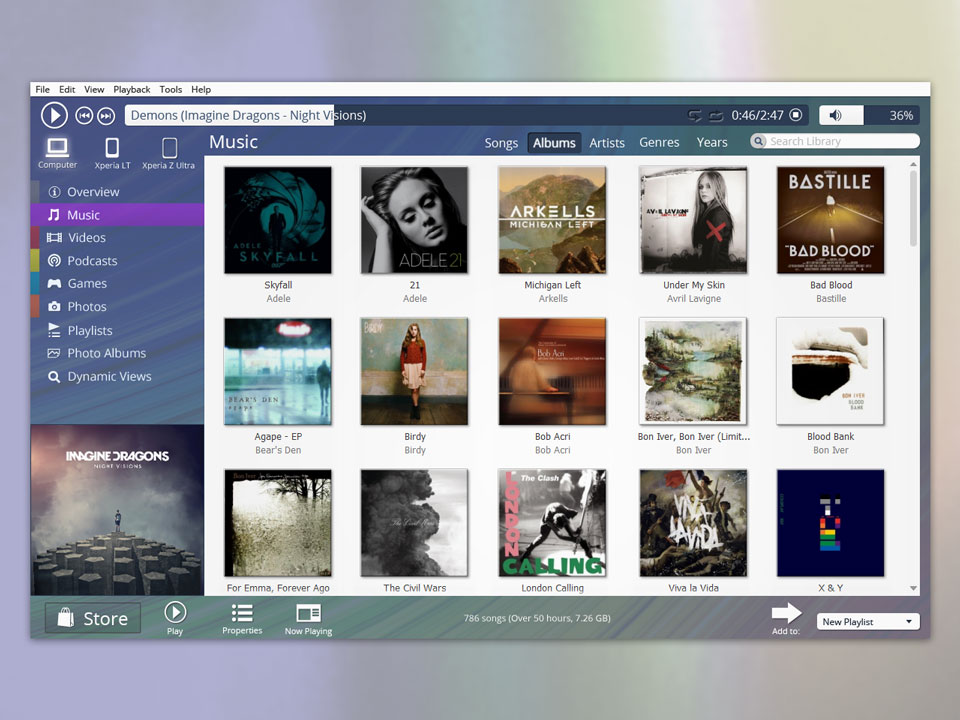 File Edit View Playback Tools Help
Demons (Imagine Dragons - Night Visions)
0:46/2:47
36%
Computer
Xperia LT
Xperia Z Ultra
Music
Songs
Albums
Artists
Genres
Years
Search Library
Overview
Music
Videos
Podcasts
Games
Photos
Playlists
Photo Albums
Dynamic Views
IMAGINE DRAGONS
NIGHT VISIONS
ADELE
SKYFALL
Skyfall
Adele
ADELE 21
21
Adele
ARKELLS
MICHIGAN LEFT
Michigan Left
Arkells
AVRIL LAVIGNE
Under My Skin
Avril Lavigne
BASTILLE
"BAD BLOOD"
Bad Blood
Bastille
BEAR'S DEN
agape
Agape - EP
Bear's Den
BIRDY
Birdy
Birdy
Bob Acri
Bob Acri
Bob Acri
Bon Iver, Bon Iver (Limit...
Bon Iver
BON IVER
BLOOD
BANK
Blood Bank
Bon Iver
For Emma, Forever Ago
The Civil Wars
The Civil Wars
The Clash
LONDON
CALLING
London Calling
VIVA
LA VIDA
Viva la Vida
X & Y
Store
Play
Properties
Now Playing
786 songs (Over 50 hours, 7.26 GB)
Add to:
New Playlist